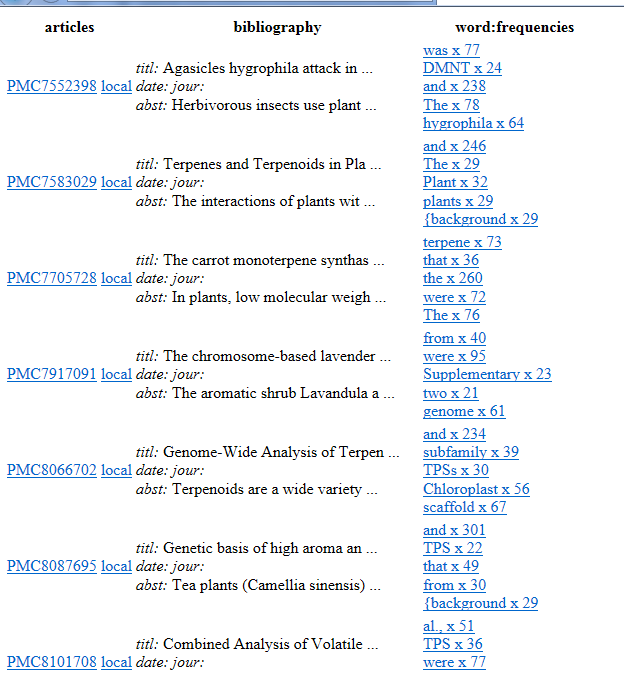 articles bibliography word:frequencies
was x 77
titl: Agasicles hygrophila attack in ... DMNT x 24
PMC7552398 local date: jour: and x 238
abst: Herbivorous insects use plant ... The x 78
hygrophila x 64
and x 246
titl: Terpenes and Terpenoids in Pla ... The x 29
PMC7583029 local date: jour: Plant x 32
abst: The interactions of plants wit ... plants x 29
{background x 29
terpene x 73
titl: The carrot monoterpene synthas ... that x 36
PMC7705728 local date: jour: the x 260
abst: In plants, low molecular weigh ... were x 72
The x 76
from x 40
titl: The chromosome-based lavender ... were x 95
PMC7917091 local date: jour: Supplementary x 23
abst: The aromatic shrub Lavandula a ... two x 21
genome x 61
and x 234
titl: Genome-Wide Analysis of Terpen ... subfamily x 39
PMC8066702 local date: jour: TPSs x 30
abst: Terpenoids are a wide variety ... Chloroplast x 56
scaffold x 67
and x 301
titl: Genetic basis of high aroma an ... TPS x 22
PMC8087695 local date: jour: that x 49
abst: Tea plants (Camellia sinensis) ... from x 30
{background x 29
al., x 51
titl: Combined Analysis of Volatile ... TPS x 36
PMC8101708 local date: jour: were x 77